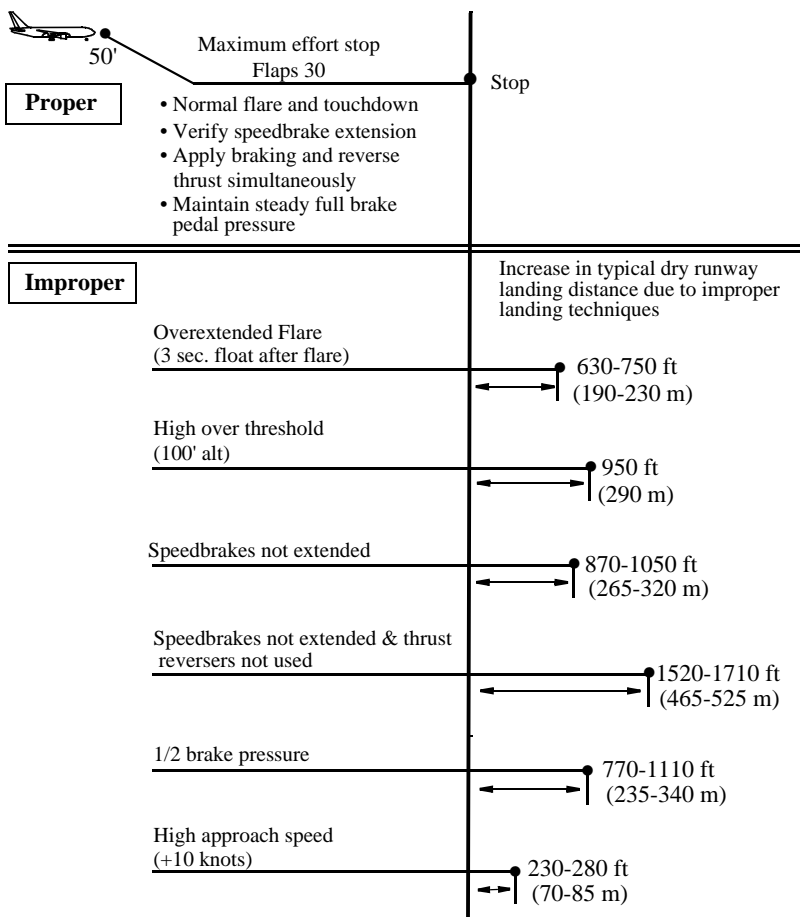 50'
Maximum effort stop
Flaps 30
Stop
Proper
• Normal flare and touchdown
• Verify speedbrake extension
• Apply braking and reverse
thrust simultaneously
• Maintain steady full brake
pedal pressure
Improper
Increase in typical dry runway
landing distance due to improper
landing techniques
Overextended Flare
(3 sec. float after flare)
630-750 ft
(190-230 m)
High over threshold
(100' alt)
950 ft
(290 m)
Speedbrakes not extended
870-1050 ft
(265-320 m)
Speedbrakes not extended & thrust
reversers not used
1520-1710 ft
(465-525 m)
1/2 brake pressure
770-1110 ft
(235-340 m)
High approach speed
(+10 knots)
230-280 ft
(70-85 m)